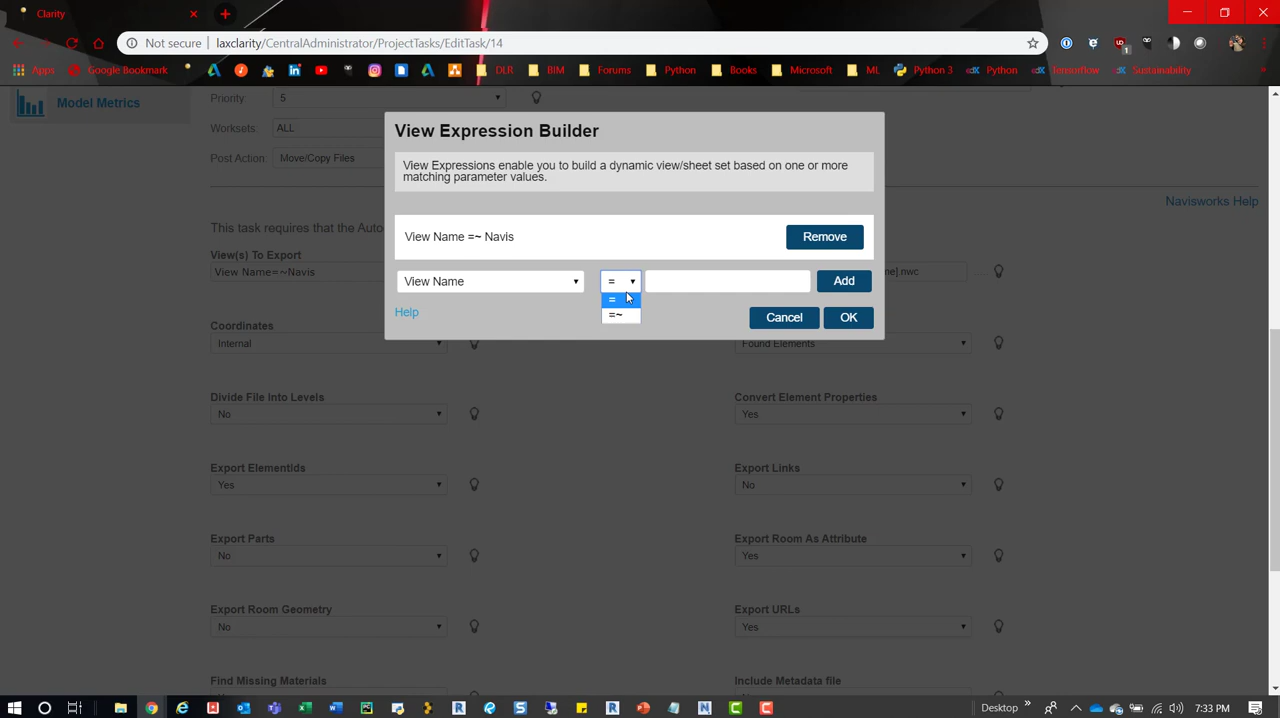 Clarity
Not secure | laxclarity/CentralAdministrator/ProjectTasks/EditTask/14
Apps Google Bookmark DLR BIM Forums Python Books Microsoft ML Python 3 Python Tensorflow Sustainability
Model Metrics
Priority: 5
Worksets: ALL
Post Action: Move/Copy Files
View Expression Builder
View Expressions enable you to build a dynamic view/sheet set based on one or more
matching parameter values.
Navisworks Help
This task requires that the Auto
View Name =~ Navis Remove
View(s) To Export
View Name=~Navis
e].nwc ...
View Name = Add
=
=~
Help Cancel OK
Coordinates
Internal Found Elements
Divide File Into Levels Convert Element Properties
No Yes
Export ElementIds Export Links
Yes No
Export Parts Export Room As Attribute
No Yes
Export Room Geometry Export URLs
No Yes
Find Missing Materials Include Metadata file
Desktop 7:33 PM